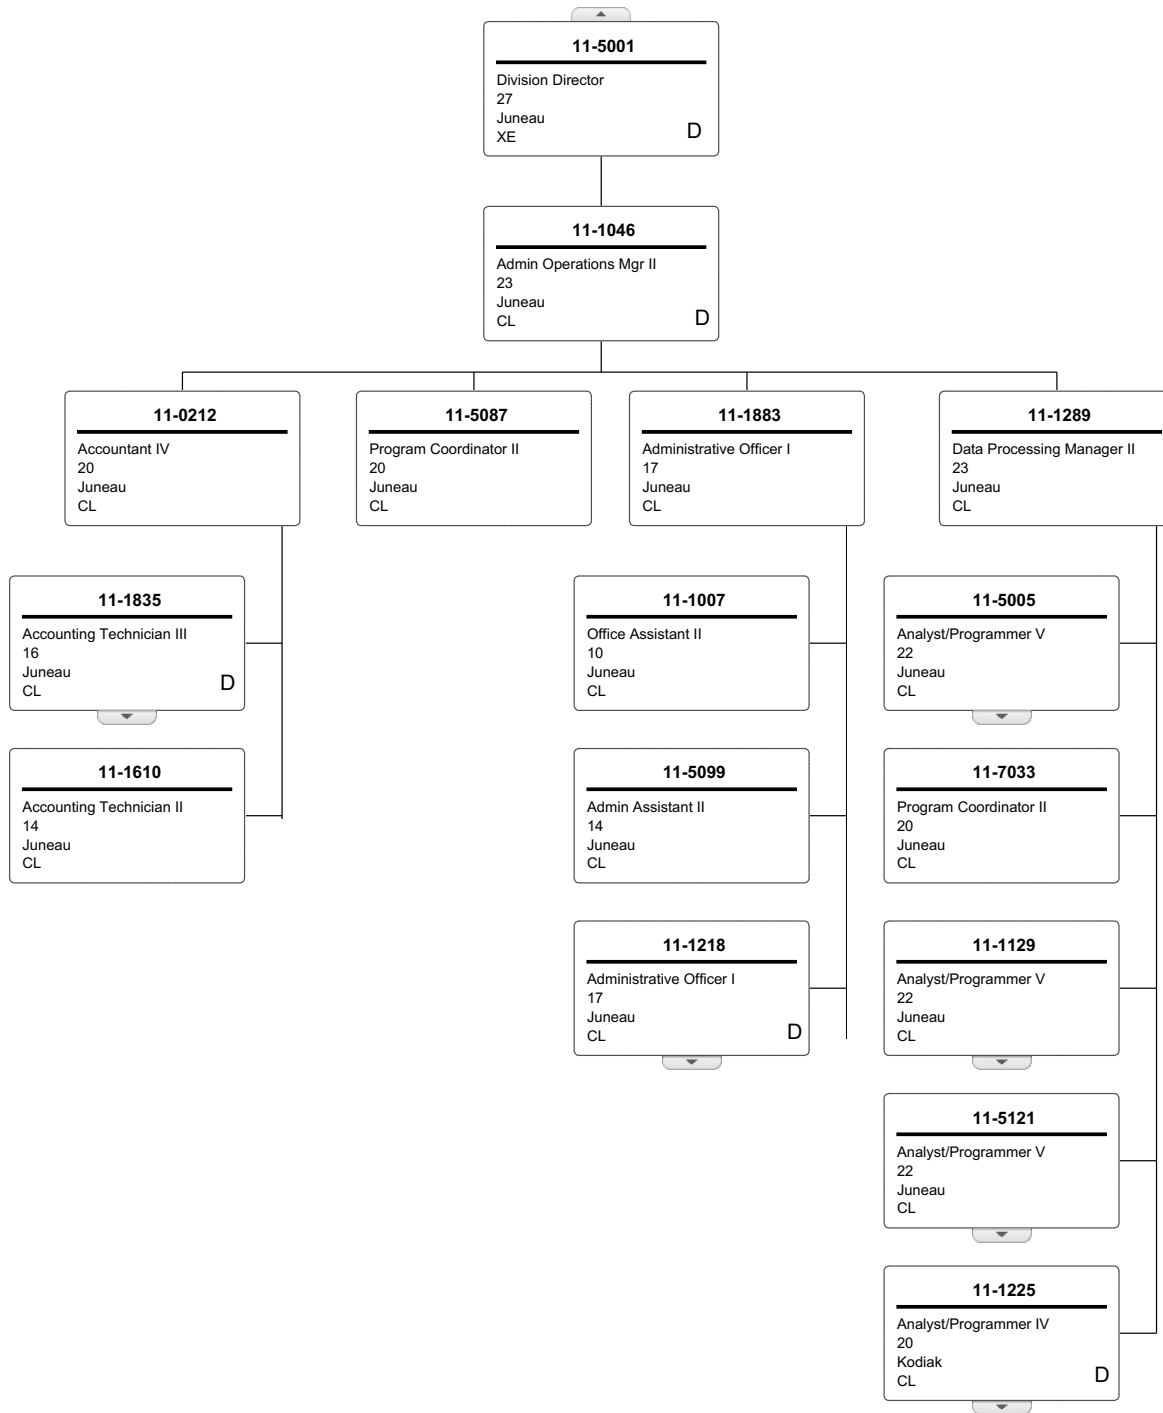 11-5001
Division Director
27
Juneau
XE
D
11-1046
Admin Operations Mgr II
23
Juneau
CL
D
11-0212
Accountant IV
20
Juneau
CL
11-5087
Program Coordinator II
20
Juneau
CL
11-1883
Administrative Officer I
17
Juneau
CL
11-1289
Data Processing Manager II
23
Juneau
CL
11-1835
Accounting Technician III
16
Juneau
CL
D
11-1610
Accounting Technician II
14
Juneau
CL
11-1007
Office Assistant II
10
Juneau
CL
11-5099
Admin Assistant II
14
Juneau
CL
11-1218
Administrative Officer I
17
Juneau
CL
D
11-5005
Analyst/Programmer V
22
Juneau
CL
11-7033
Program Coordinator II
20
Juneau
CL
11-1129
Analyst/Programmer V
22
Juneau
CL
11-5121
Analyst/Programmer V
22
Juneau
CL
11-1225
Analyst/Programmer IV
20
Kodiak
CL
D